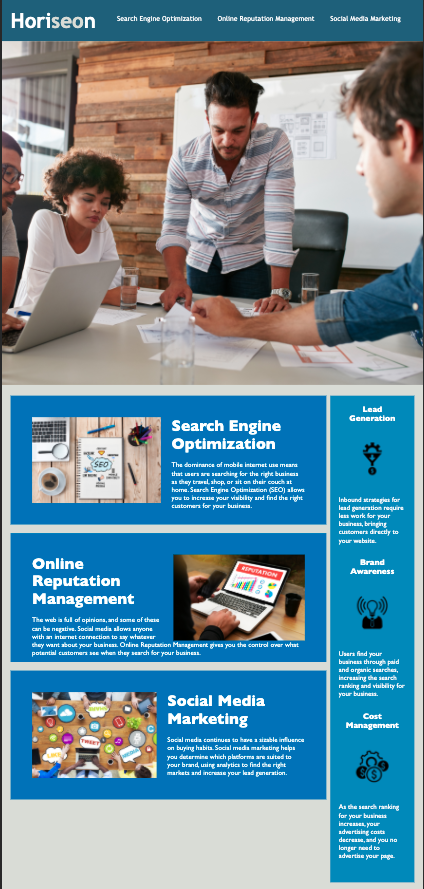 Horiseon
Search Engine Optimization
Online Reputation Management
Social Media Marketing
Search Engine
Optimization
The dominance of mobile internet use means
that users are searching for the right business
as they travel, shop, or sit on their couch at
home. Search Engine Optimization (SEO) allows
you to increase your visibility and find the right
customers for your business.
SEO
Online
Reputation
Management
The web is full of opinions, and some of these
can be negative. Social media allows anyone
with an internet connection to say whatever
they want about your business. Online Reputation Management gives you the control over what
potential customers see when they search for your business.
REPUTATION
Social Media
Marketing
Social media continues to have a sizable influence
on buying habits. Social media marketing helps
you determine which platforms are suited to
your brand, using analytics to find the right
markets and increase your lead generation.
TWEET
MEDIA
Lead
Generation
Inbound strategies for
lead generation require
less work for your
business, bringing
customers directly to
your website.
Brand
Awareness
Users find your
business through paid
and organic searches,
increasing the search
ranking and visibility for
your business.
Cost
Management
As the search ranking
for your business
increases, your
advertising costs
decrease, and you no
longer need to
advertise your page.